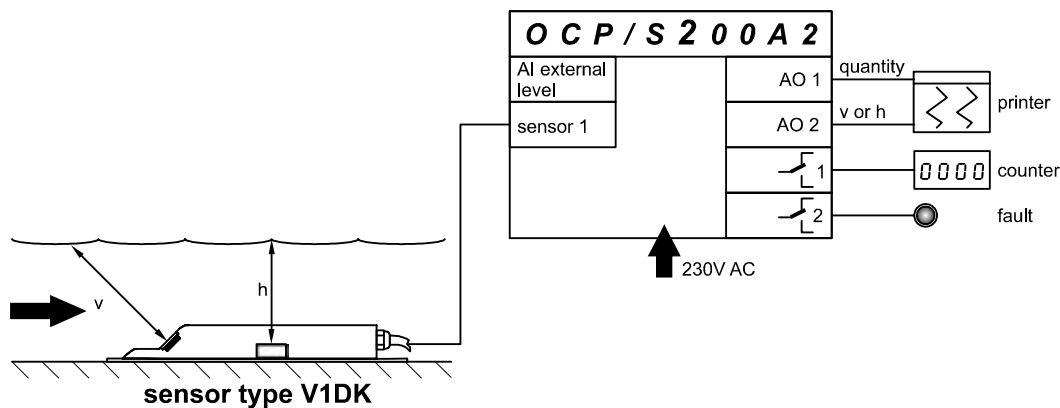 OCP/S200A2
AI external
level
sensor 1
AO 1
AO 2
1
2
quantity
v or h
printer
0000
counter
fault
230V AC
v
h
sensor type V1DK